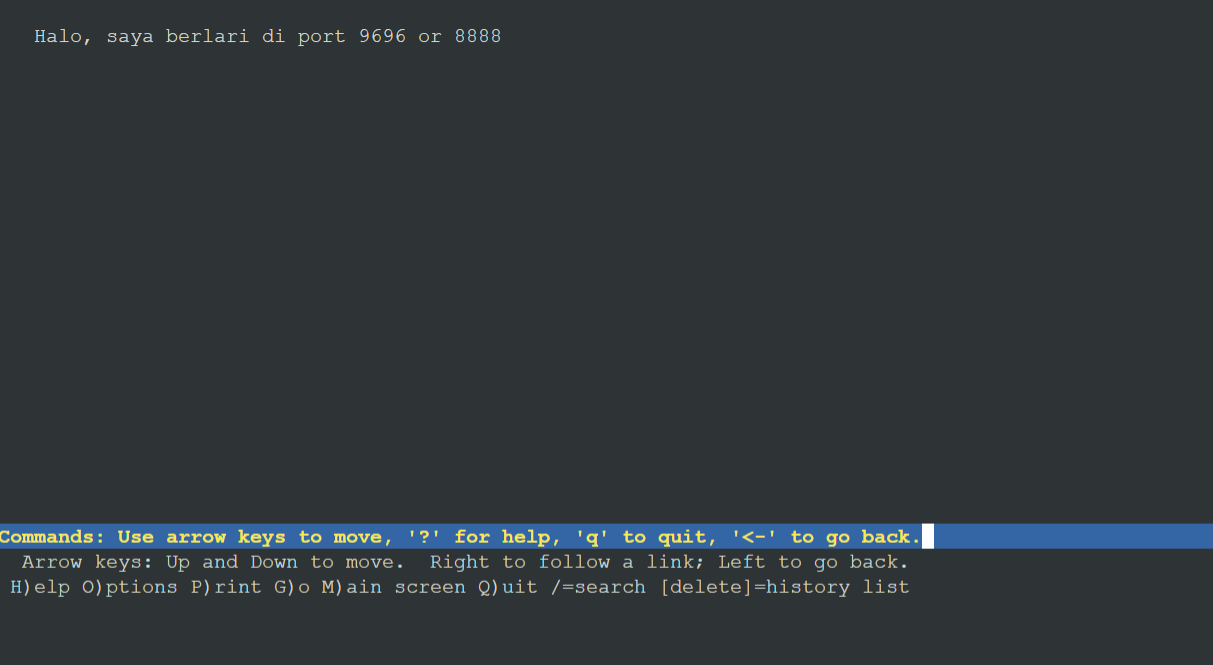 Halo, saya berlari di port 9696 or 8888
Commands: Use arrow keys to move, '?' for help, 'q' to quit, '<-' to go back.
Arrow keys: Up and Down to move.  Right to follow a link; Left to go back.
H)elp O)ptions P)rint G)o M)ain screen Q)uit /=search [delete]=history list